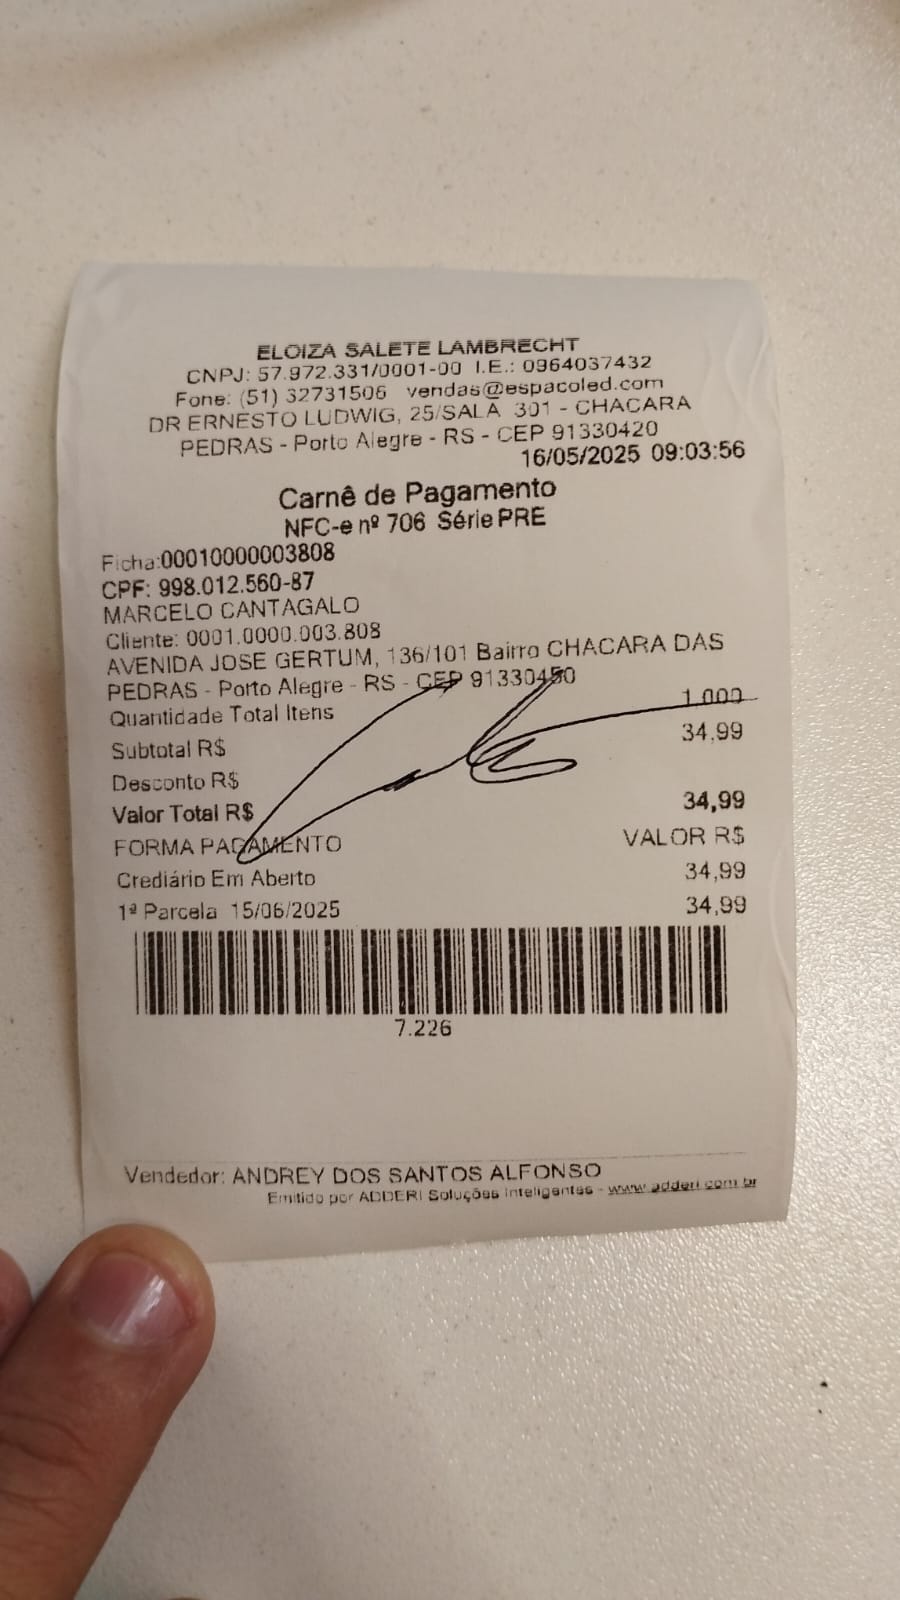 ELOIZA SALETE LAMBRECHT
CNPJ: 57.972.331/0001-00 I.E.: 0964037432
Fone: (51) 32731506 vendas@espacoled.com
DR ERNESTO LUDWIG, 25/SALA 301 - CHACARA
PEDRAS - Porto Alegre - RS - CEP 91330420
16/05/2025 09:03:56
Carnê de Pagamento
NFC-e nº 706 Série PRE
Ficha:00010000003808
CPF: 998.012.560-87
MARCELO CANTAGALO
Cliente: 0001.0000.003.808
AVENIDA JOSE GERTUM, 136/101 Bairro CHACARA DAS
PEDRAS - Porto Alegre - RS - CEP 91330450
Quantidade Total Itens 1.000
Subtotal R$ 34,99
Desconto R$
Valor Total R$ 34,99
FORMA PAGAMENTO VALOR R$
Crediário Em Aberto 34,99
1ª Parcela 15/06/2025 34,99
7.226
Vendedor: ANDREY DOS SANTOS ALFONSO
Emitido por ADDERI Soluções Inteligentes - www.adderi.com.br